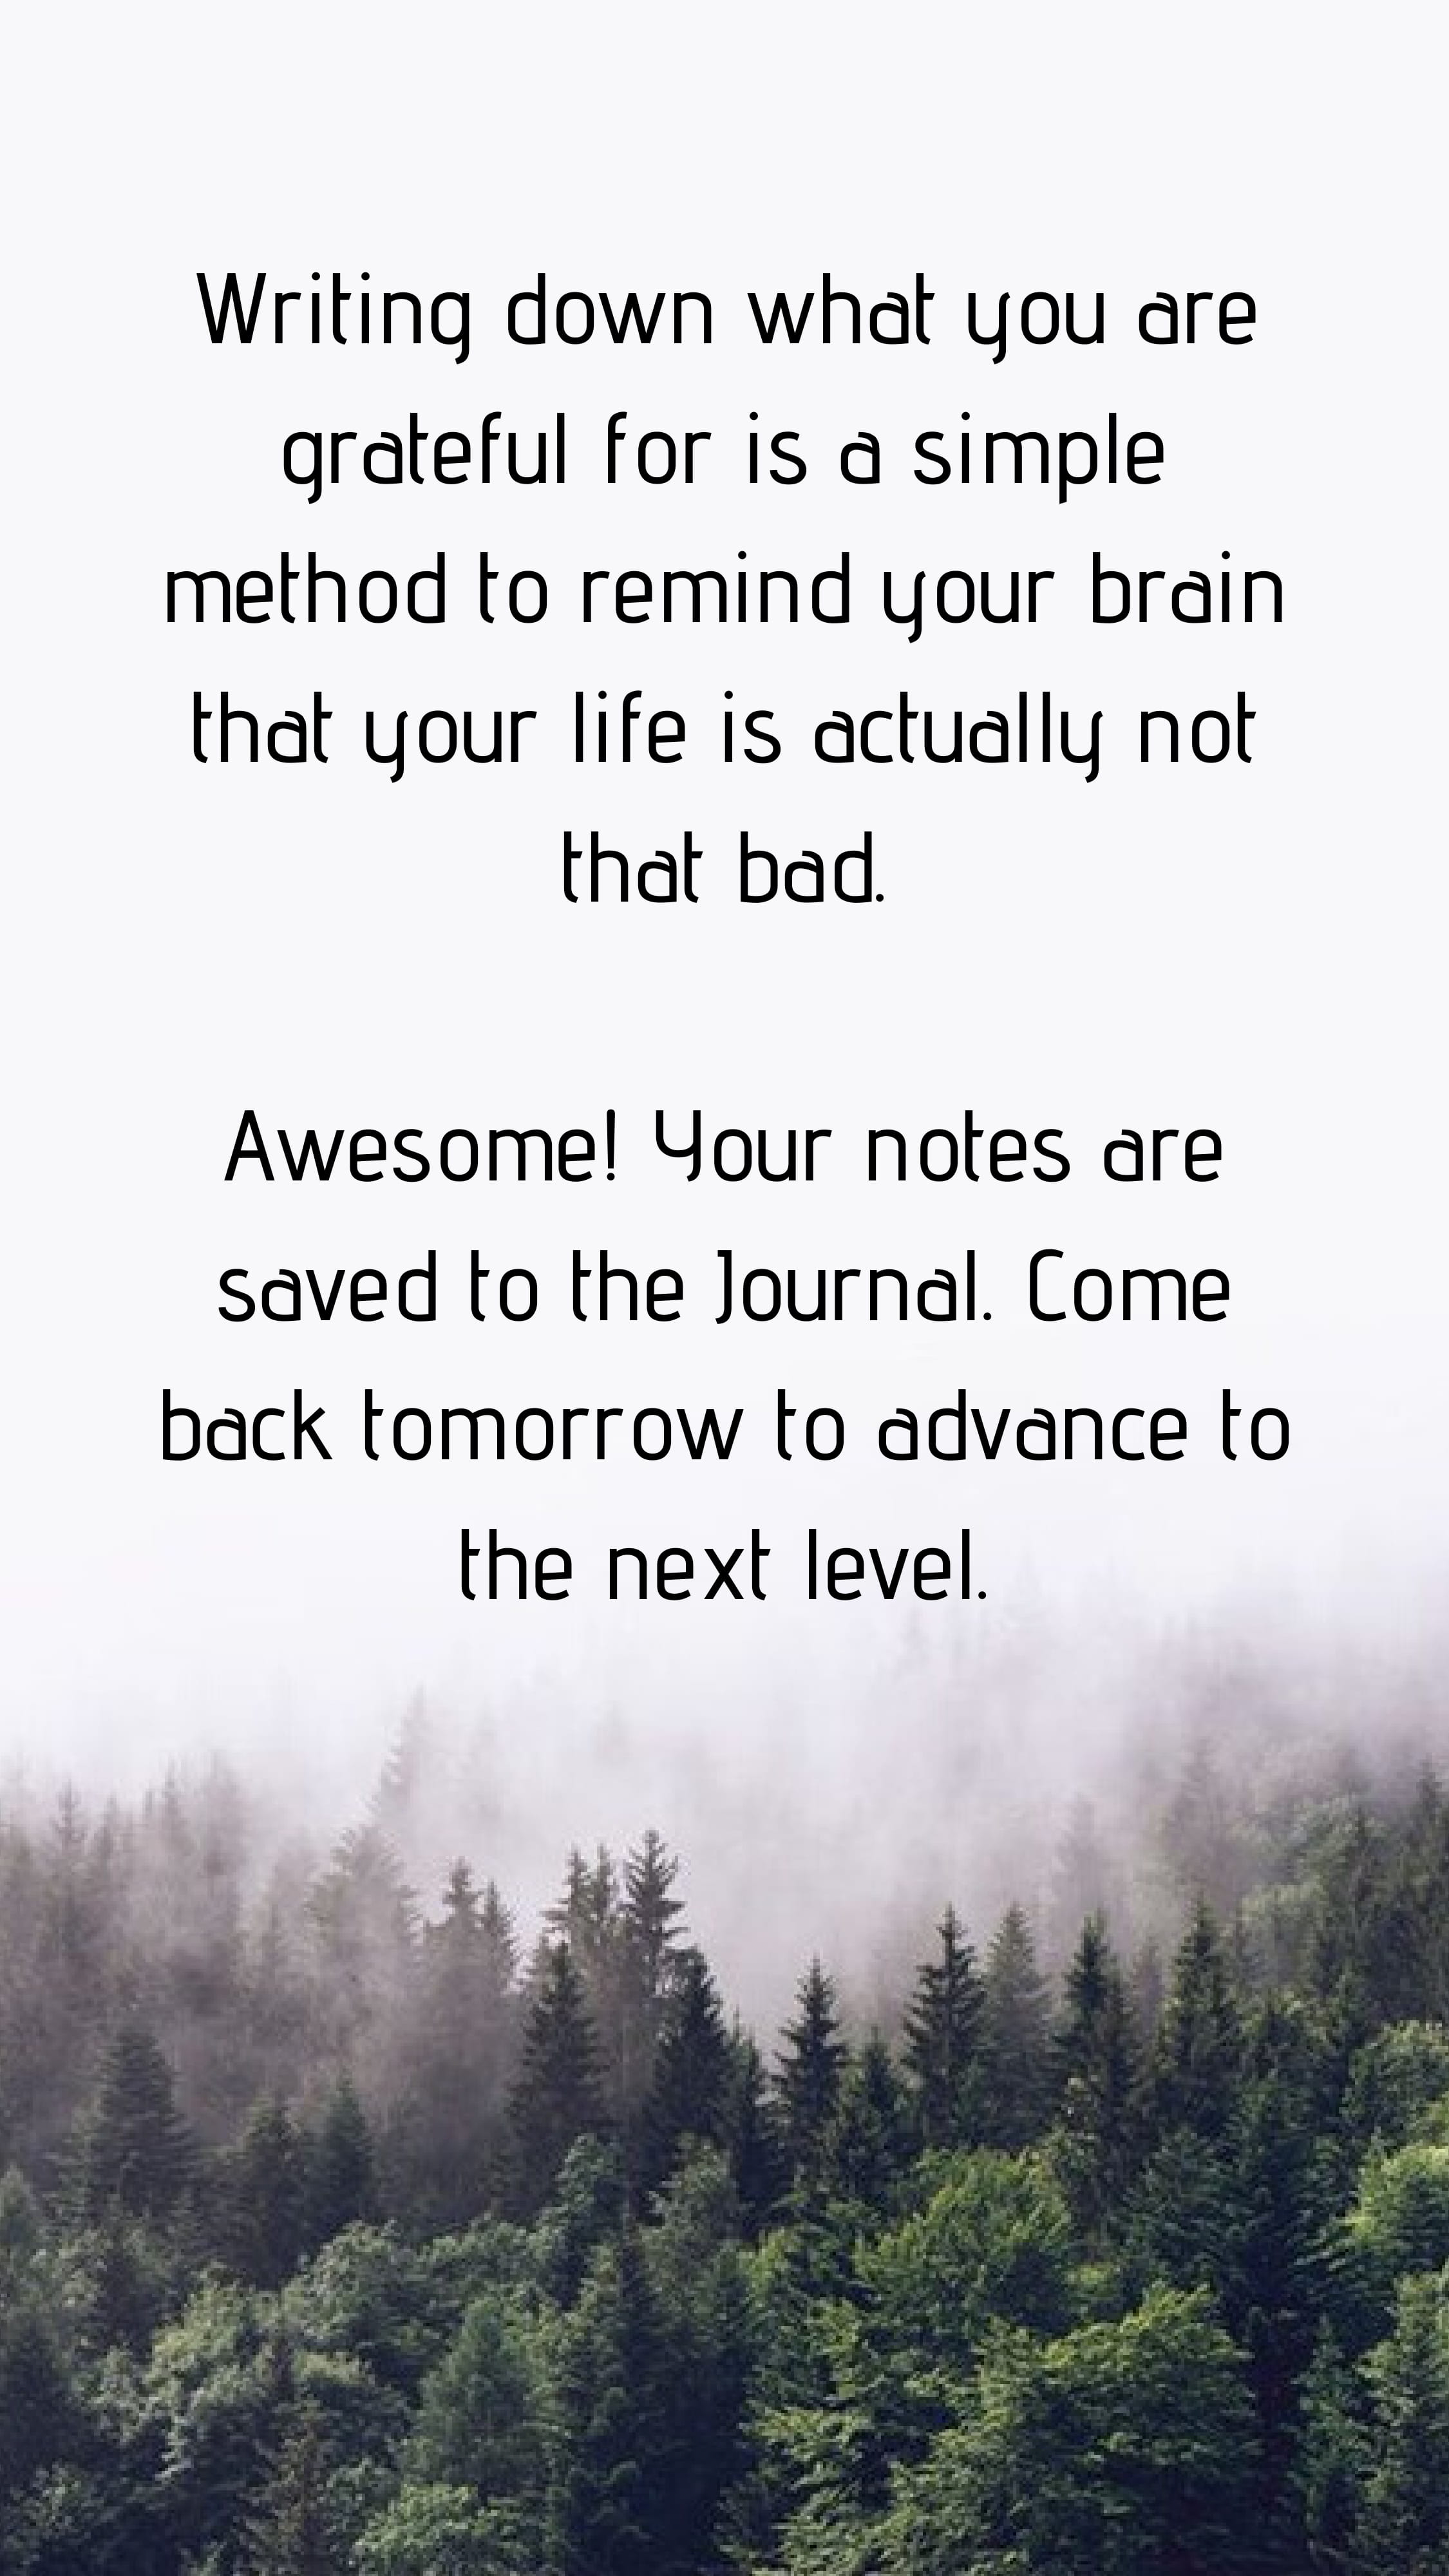 Writing down what you are
grateful for is a simple
method to remind your brain
that your life is actually not
that bad.
Awesome! Your notes are
saved to the Journal. Come
back tomorrow to advance to
the next level.